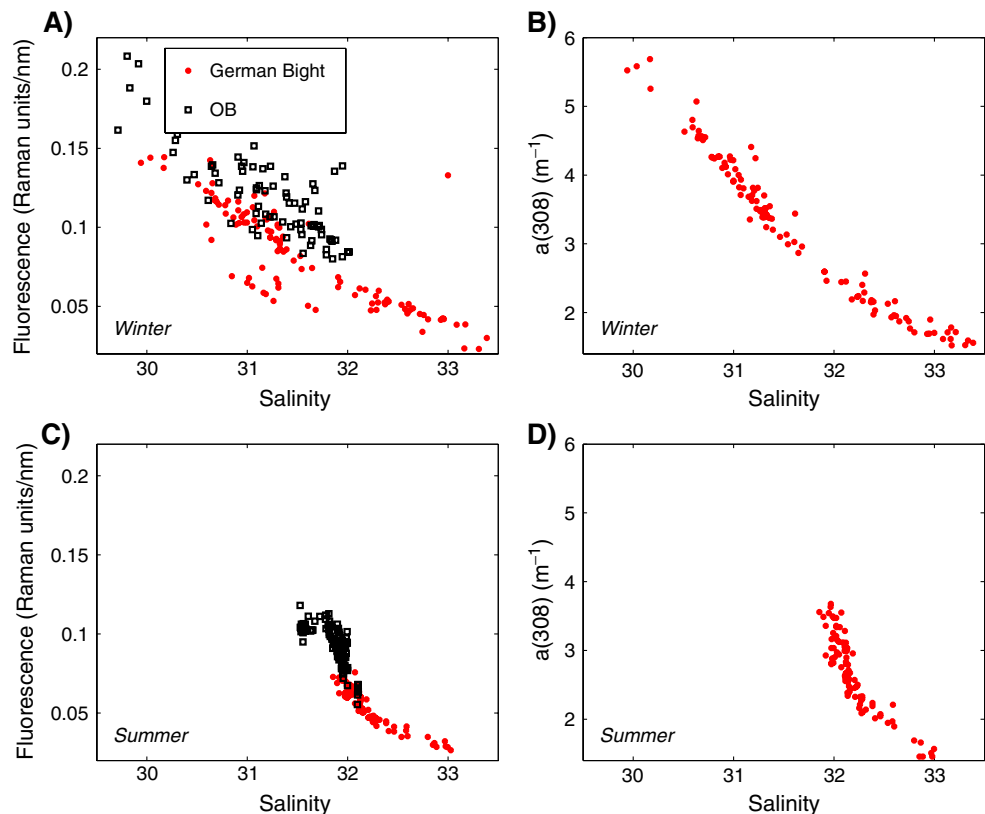 A)
Fluorescence (Raman units/nm)
0.2
0.15
0.1
0.05
German Bight
OB
Winter
30
31
32
33
Salinity
B)
a(308) (m⁻¹)
6
5
4
3
2
Winter
30
31
32
33
Salinity
C)
Fluorescence (Raman units/nm)
0.2
0.15
0.1
0.05
Summer
30
31
32
33
Salinity
D)
a(308) (m⁻¹)
6
5
4
3
2
Summer
30
31
32
33
Salinity